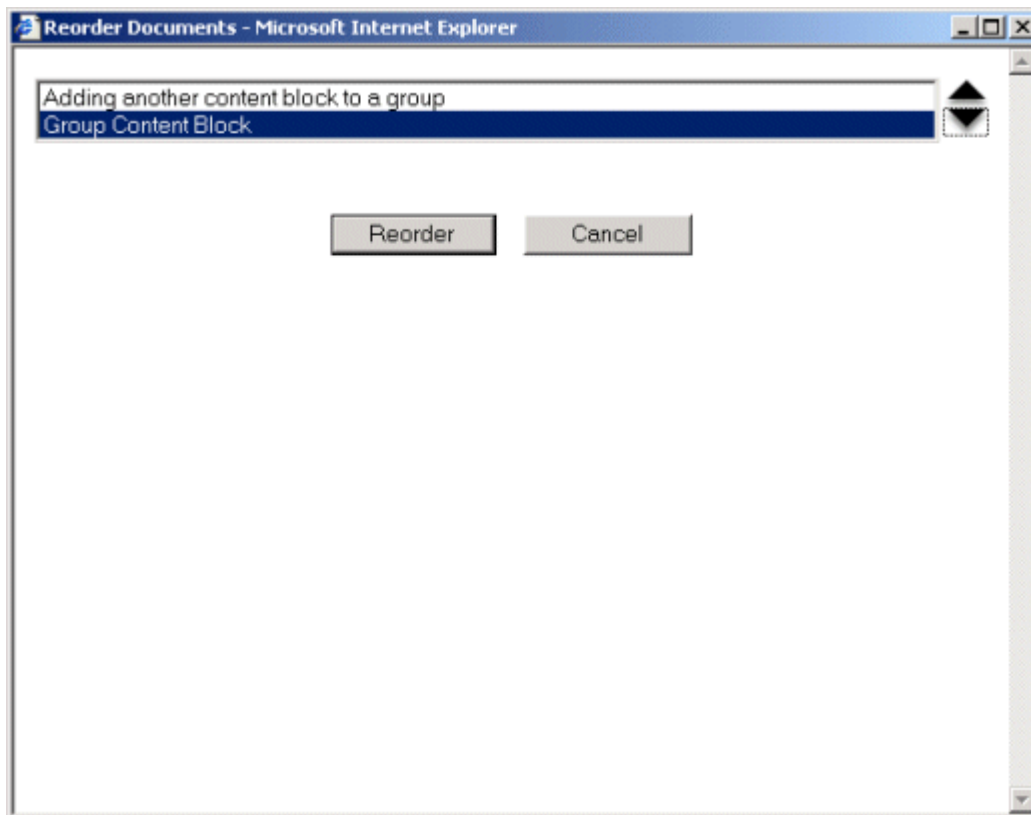 Reorder Documents - Microsoft Internet Explorer
Adding another content block to a group
Group Content Block
Reorder
Cancel